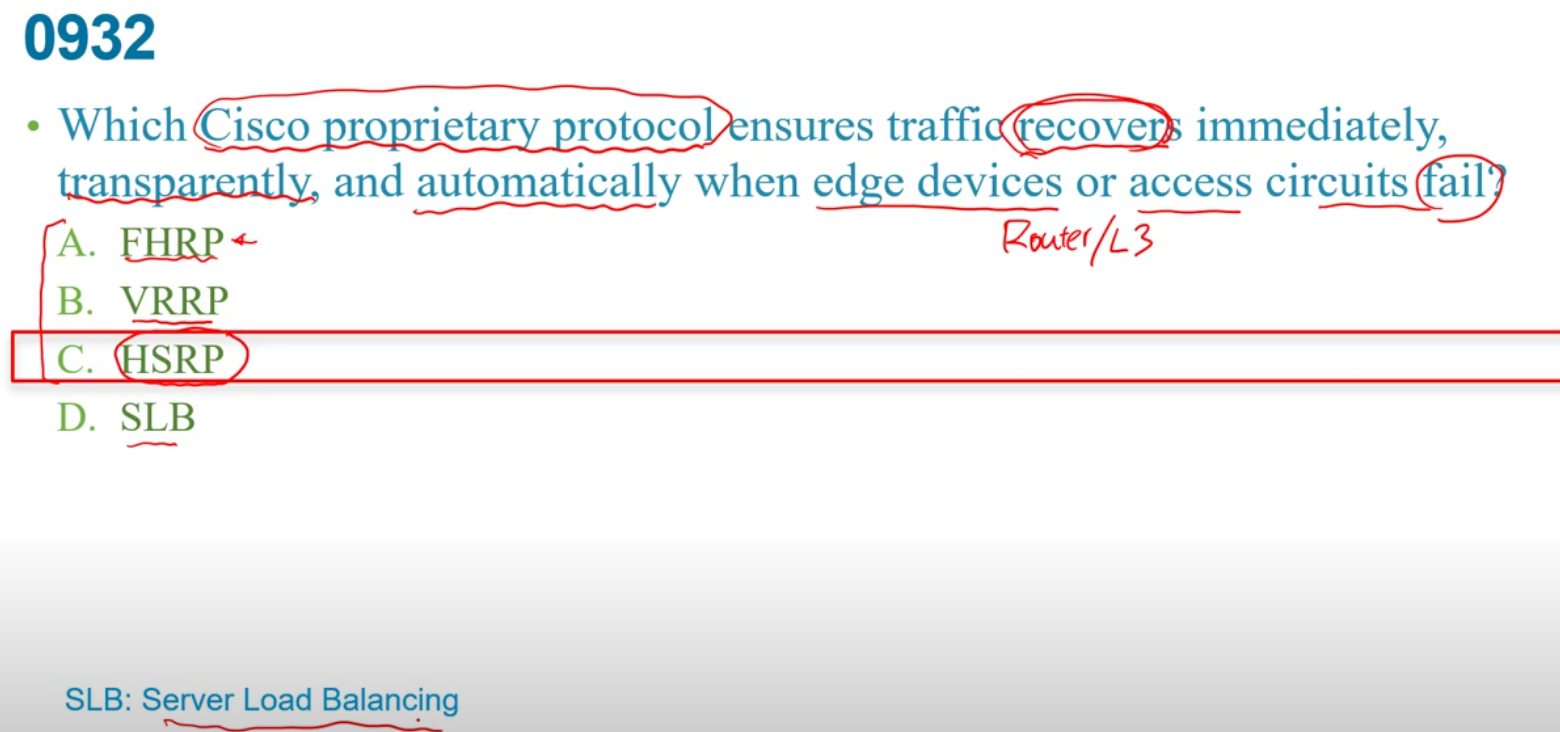 0932
• Which Cisco proprietary protocol ensures traffic recovers immediately,
transparently, and automatically when edge devices or access circuits fail?
Router/L3
A. FHRP
B. VRRP
C. HSRP
D. SLB
SLB: Server Load Balancing